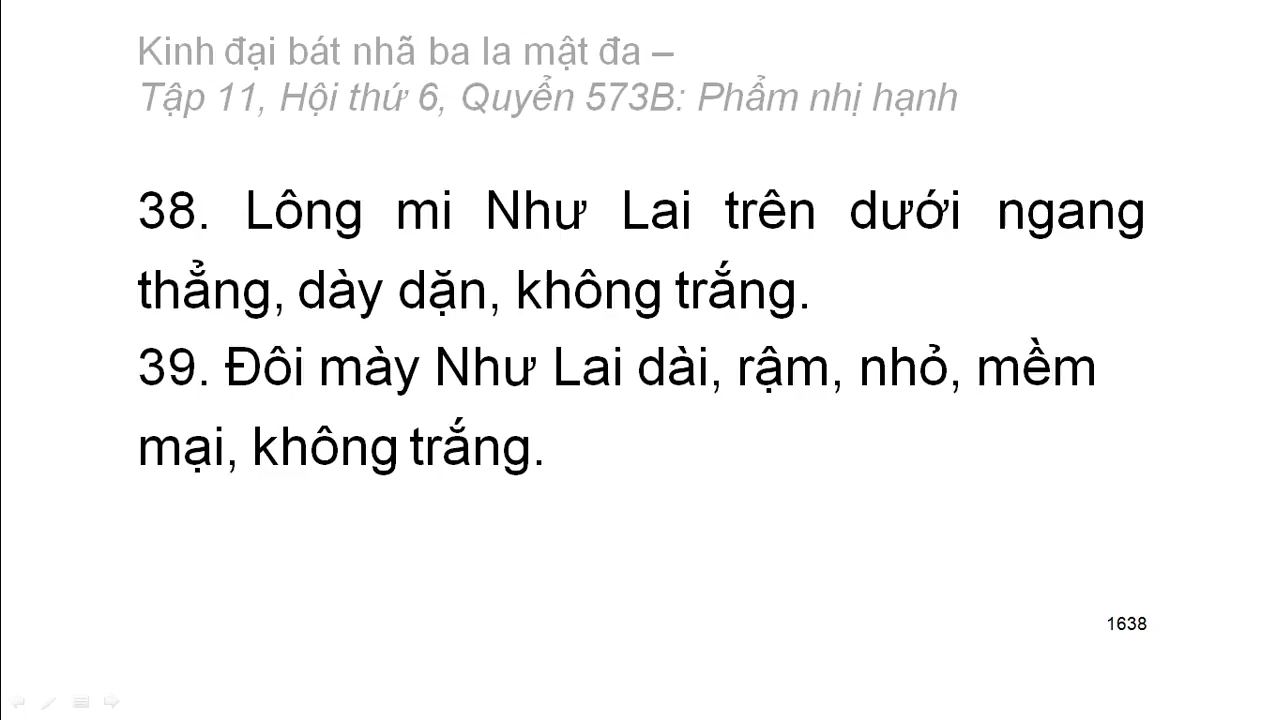 Kinh đại bát nhã ba la mật đa –
Tập 11, Hội thứ 6, Quyển 573B: Phẩm nhị hạnh
38. Lông mi Như Lai trên dưới ngang
thẳng, dày dặn, không trắng.
39. Đôi mày Như Lai dài, rậm, nhỏ, mềm
mại, không trắng.
1638